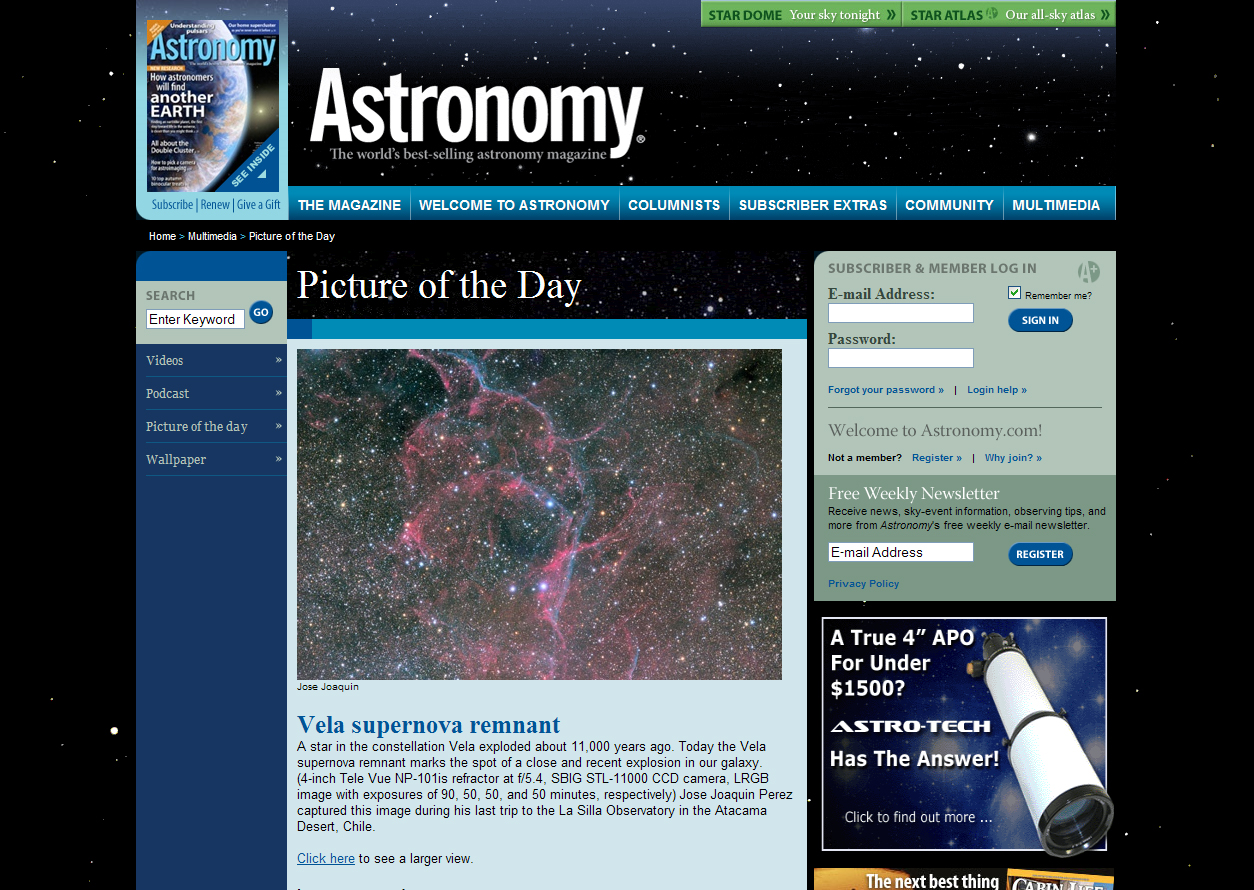 Understanding
pulsars
Our home supercluster
Astronomy
How astronomers
will find
another
EARTH
All about the
Double Cluster
How to pick a camera
for astroimaging
10 top autumn
binocular treats
SEE INSIDE
Subscribe | Renew | Give a Gift
STAR DOME Your sky tonight »
STAR ATLAS A+ Our all-sky atlas »
Astronomy®
The world's best-selling astronomy magazine
THE MAGAZINE
WELCOME TO ASTRONOMY
COLUMNISTS
SUBSCRIBER EXTRAS
COMMUNITY
MULTIMEDIA
Home > Multimedia > Picture of the Day
SEARCH
Enter Keyword
GO
Videos »
Podcast »
Picture of the day »
Wallpaper »
Picture of the Day
Jose Joaquin
Vela supernova remnant
A star in the constellation Vela exploded about 11,000 years ago. Today the Vela
supernova remnant marks the spot of a close and recent explosion in our galaxy.
(4-inch Tele Vue NP-101is refractor at f/5.4, SBIG STL-11000 CCD camera, LRGB
image with exposures of 90, 50, 50, and 50 minutes, respectively) Jose Joaquin Perez
captured this image during his last trip to the La Silla Observatory in the Atacama
Desert, Chile.
Click here to see a larger view.
SUBSCRIBER & MEMBER LOG IN
A+
E-mail Address:
Remember me?
SIGN IN
Password:
Forgot your password » | Login help »
Welcome to Astronomy.com!
Not a member? Register » | Why join? »
Free Weekly Newsletter
Receive news, sky-event information, observing tips, and
more from Astronomy's free weekly e-mail newsletter.
E-mail Address
REGISTER
Privacy Policy
A True 4" APO
For Under
$1500?
ASTRO-TECH
Has The Answer!
Click to find out more ...
The next best thing
CABIN LIFE